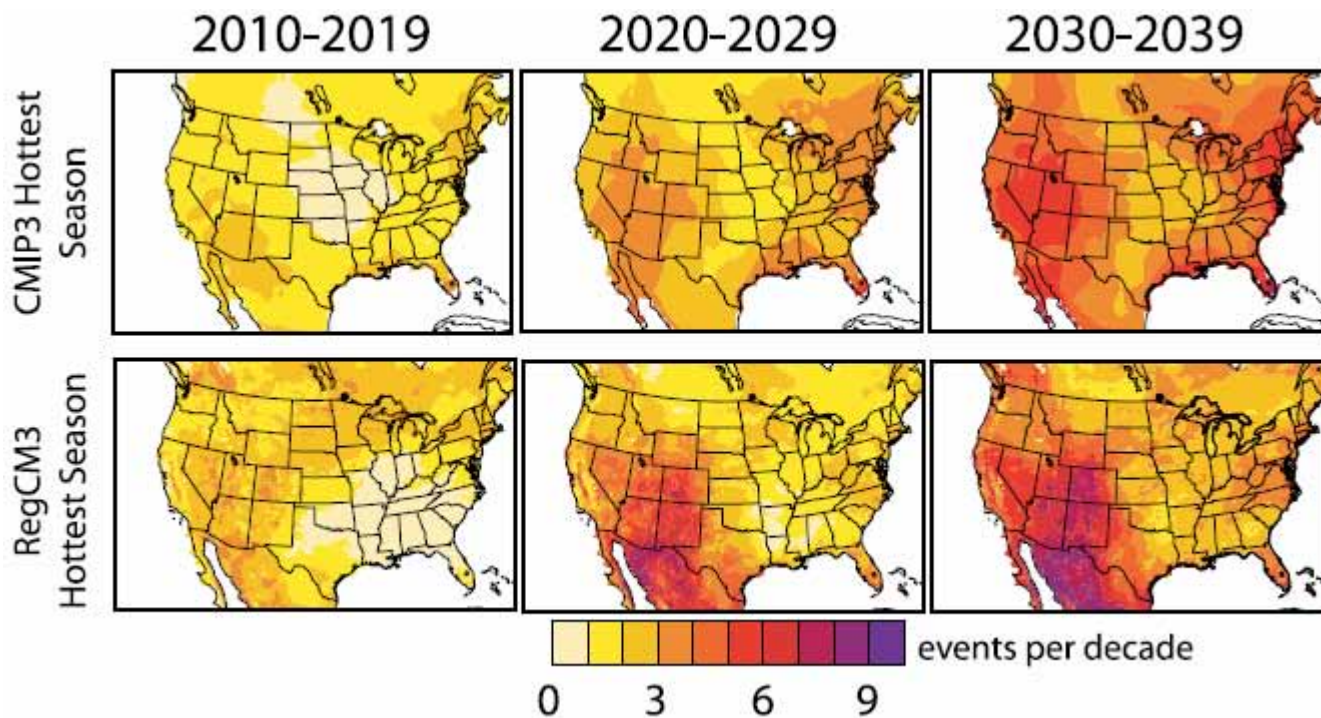 2010-2019 2020-2029 2030-2039
CMIP3 Hottest
Season
RegCM3
Hottest Season
events per decade
0 3 6 9